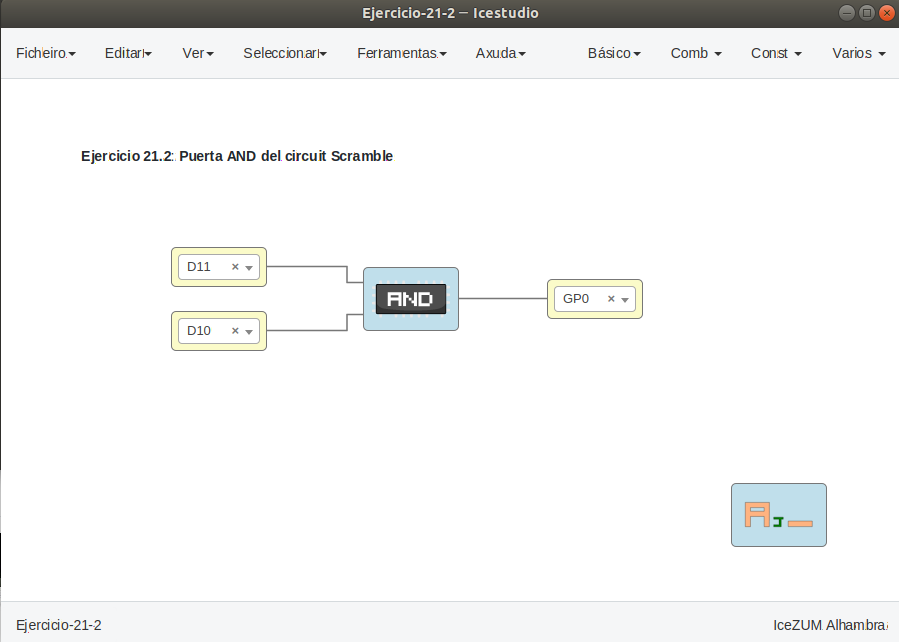 Ejercicio-21-2 — Icestudio
Ficheiro Editar Ver Seleccionar Ferramentas Axuda Básico Comb Const Varios
Ejercicio 21.2: Puerta AND del circuit Scramble
D11
AND
GP0
D10
Ejercicio-21-2 IceZUM Alhambra